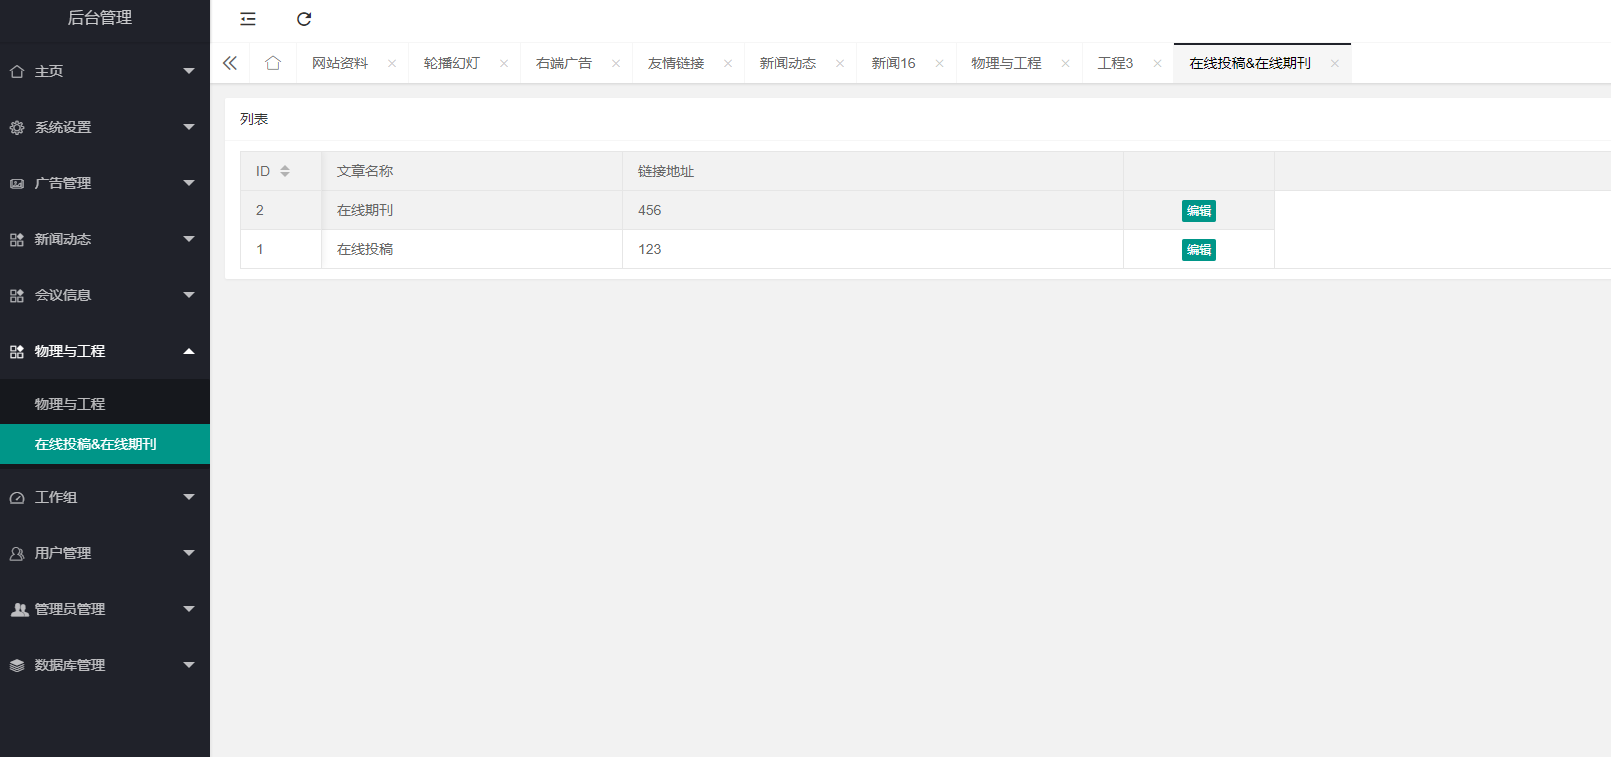 后台管理
主页
系统设置
广告管理
新闻动态
会议信息
物理与工程
物理与工程
在线投稿&在线期刊
工作组
用户管理
管理员管理
数据库管理
网站资料 轮播幻灯 右端广告 友情链接 新闻动态 新闻16 物理与工程 工程3 在线投稿&在线期刊
列表
ID 文章名称 链接地址
2 在线期刊 456 编辑
1 在线投稿 123 编辑